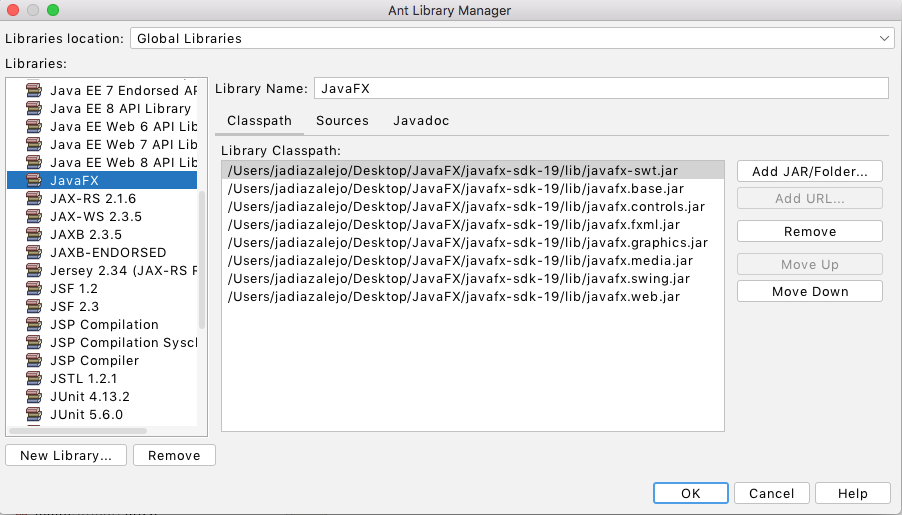 Ant Library Manager
Libraries location: Global Libraries
Libraries:
Java EE 7 Endorsed AP
Java EE 8 API Library
Java EE Web 6 API Lib
Java EE Web 7 API Lib
Java EE Web 8 API Lib
JavaFX
JAX-RS 2.1.6
JAX-WS 2.3.5
JAXB 2.3.5
JAXB-ENDORSED
Jersey 2.34 (JAX-RS R
JSF 1.2
JSF 2.3
JSP Compilation
JSP Compilation Syscl
JSP Compiler
JSTL 1.2.1
JUnit 4.13.2
JUnit 5.6.0
New Library... Remove
Library Name: JavaFX
Classpath Sources Javadoc
Library Classpath:
/Users/jadiazalejo/Desktop/JavaFX/javafx-sdk-19/lib/javafx-swt.jar
/Users/jadiazalejo/Desktop/JavaFX/javafx-sdk-19/lib/javafx.base.jar
/Users/jadiazalejo/Desktop/JavaFX/javafx-sdk-19/lib/javafx.controls.jar
/Users/jadiazalejo/Desktop/JavaFX/javafx-sdk-19/lib/javafx.fxml.jar
/Users/jadiazalejo/Desktop/JavaFX/javafx-sdk-19/lib/javafx.graphics.jar
/Users/jadiazalejo/Desktop/JavaFX/javafx-sdk-19/lib/javafx.media.jar
/Users/jadiazalejo/Desktop/JavaFX/javafx-sdk-19/lib/javafx.swing.jar
/Users/jadiazalejo/Desktop/JavaFX/javafx-sdk-19/lib/javafx.web.jar
Add JAR/Folder...
Add URL...
Remove
Move Up
Move Down
OK Cancel Help